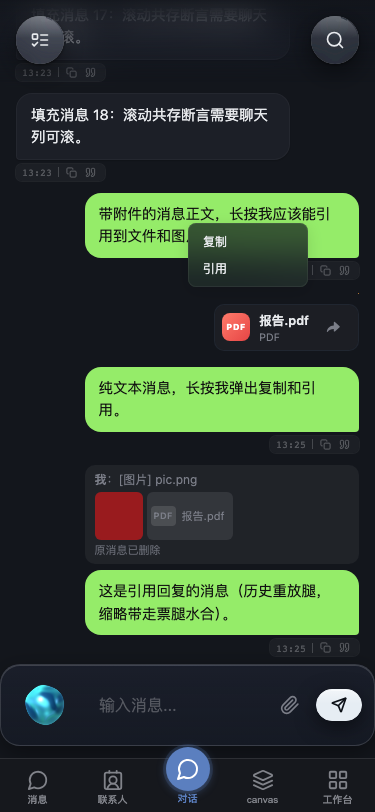 填充消息 17：滚动共存断言需要聊天
可滚。
13:23
填充消息 18：滚动共存断言需要聊天
列可滚。
13:23
带附件的消息正文，长按我应该能引
用到文件和图
复制
引用
PDF
报告.pdf
PDF
纯文本消息，长按我弹出复制和引
用。
13:25
我：[图片] pic.png
PDF 报告.pdf
原消息已删除
这是引用回复的消息（历史重放腿，
缩略带走票腿水合）。
13:25
输入消息...
消息 联系人 对话 canvas 工作台